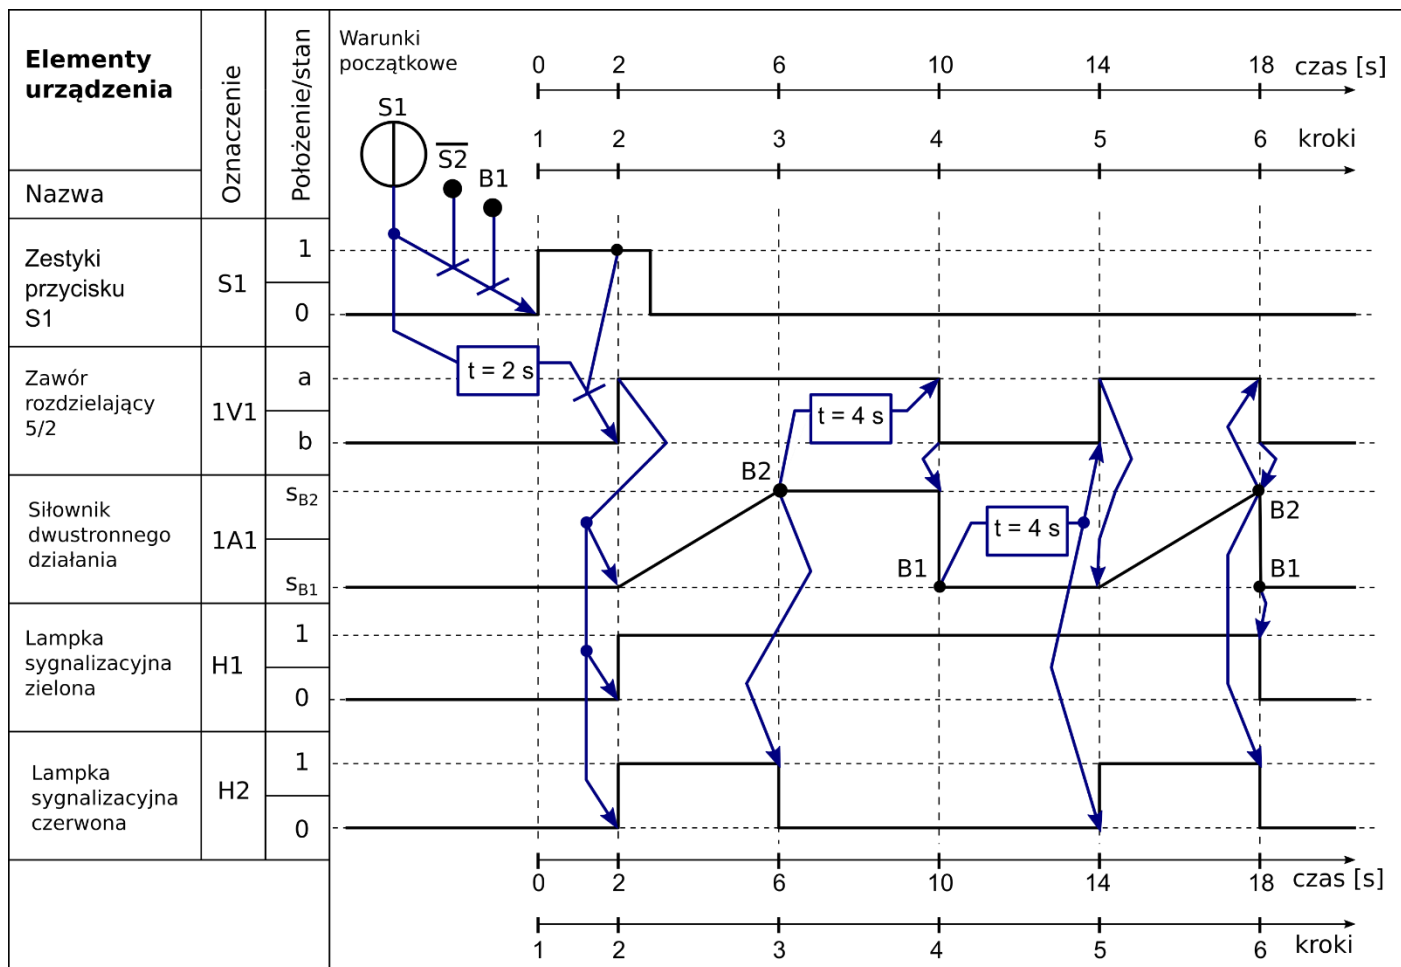 Elementy
urządzenia
Oznaczenie
Położenie/stan
Warunki
początkowe
0 2 6 10 14 18 czas [s]
1 2 3 4 5 6 kroki
S1
S2
B1
Nazwa
Zestyki
przycisku
S1
S1
1
0
Zawór
rozdzielający
5/2
1V1
a
b
t = 2 s
t = 4 s
Siłownik
dwustronnego
działania
1A1
SB2
SB1
B2
B1
t = 4 s
B2
B1
Lampka
sygnalizacyjna
zielona
H1
1
0
Lampka
sygnalizacyjna
czerwona
H2
1
0
0 2 6 10 14 18 czas [s]
1 2 3 4 5 6 kroki